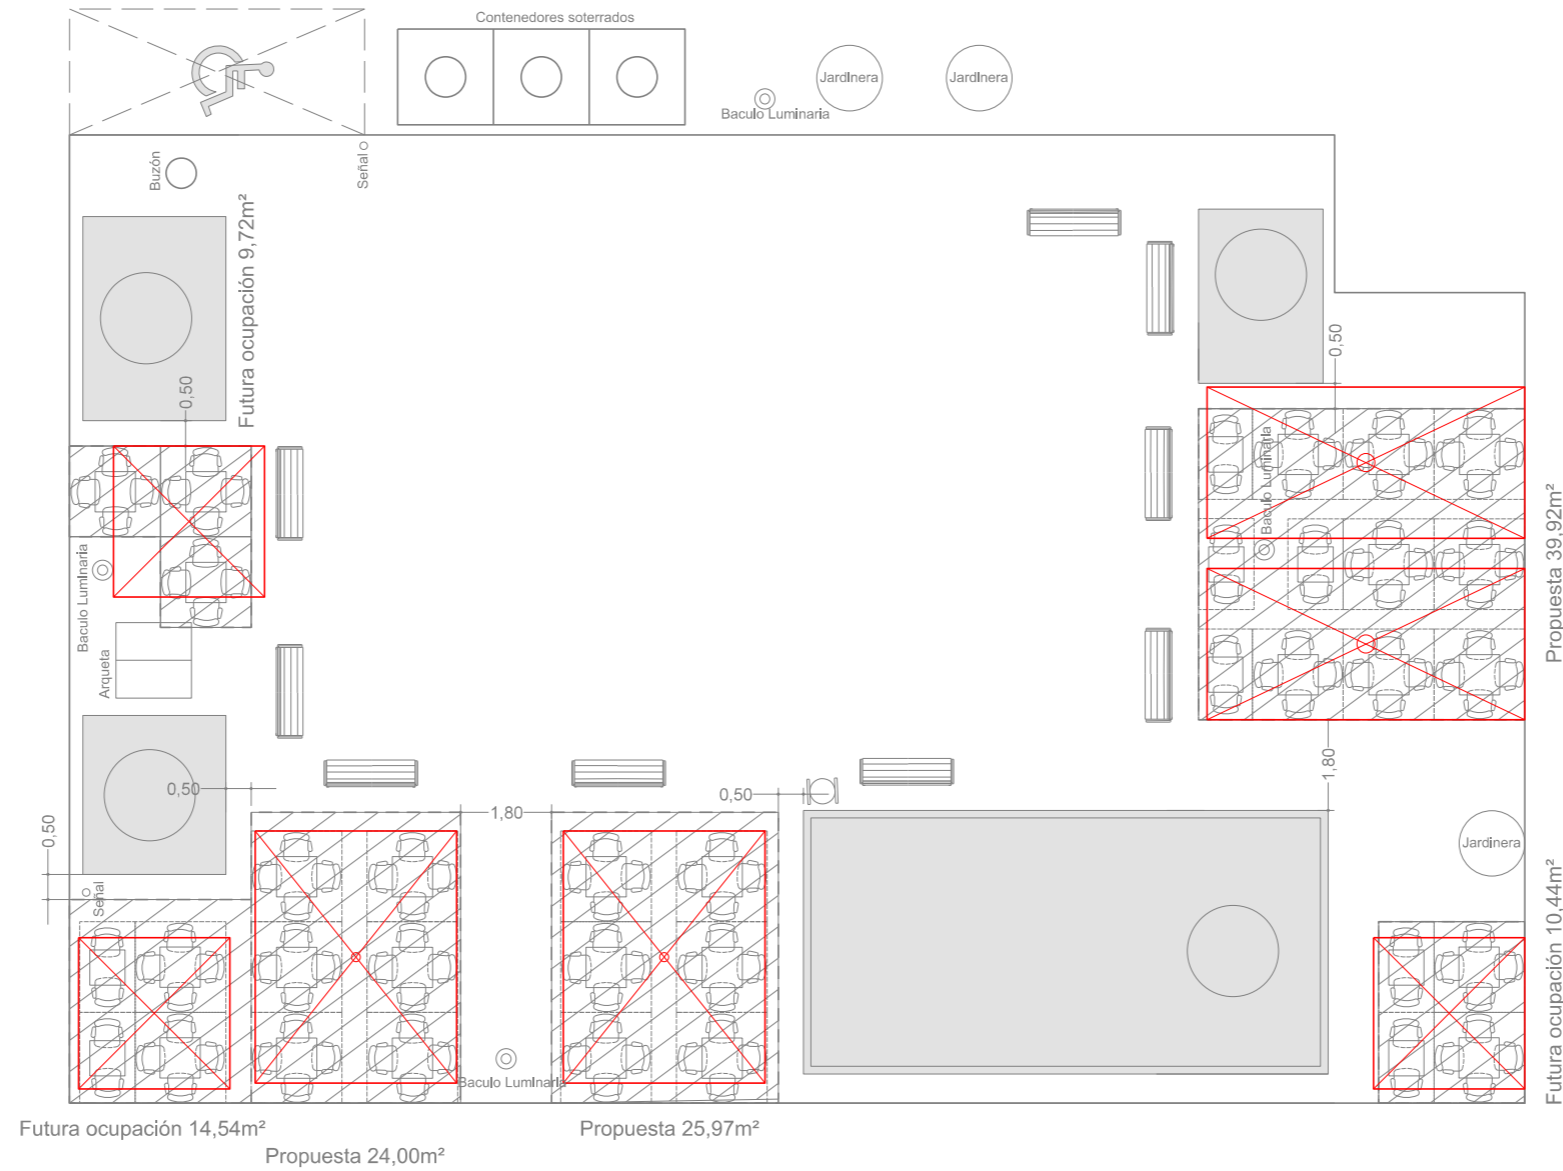 Contenedores soterrados
Jardinera
Jardinera
Baculo Luminaria
Señal
Buzón
Futura ocupación 9,72m²
0,50
0,50
Baculo Luminaria
Propuesta 39,92m²
Baculo Luminaria
Arqueta
0,50
0,50
1,80
0,50
1,80
Jardinera
Señal
Futura ocupación 10.44m²
Baculo Luminaria
Futura ocupación 14,54m²
Propuesta 25,97m²
Propuesta 24,00m²